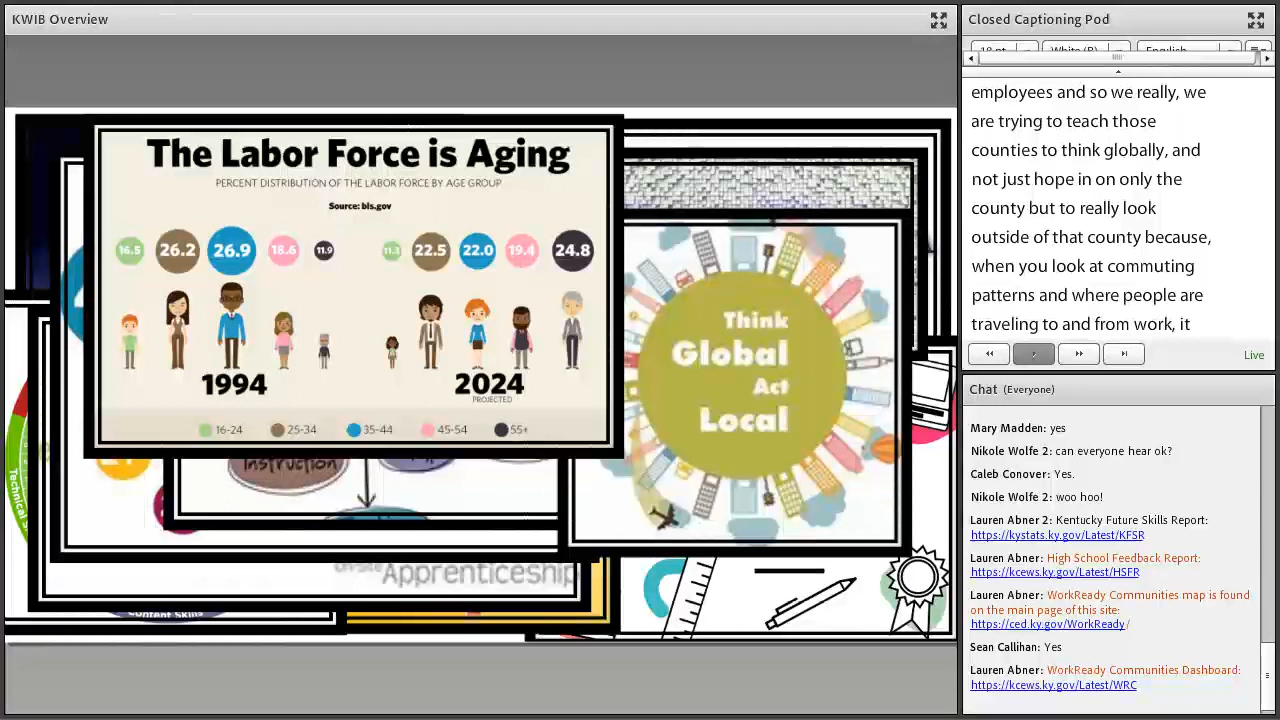 KWIB Overview
The Labor Force is Aging
PERCENT DISTRIBUTION OF THE LABOR FORCE BY AGE GROUP
Source: bls.gov
16.5 26.2 26.9 18.6 11.9
11.3 22.5 22.0 19.4 24.8
1994
2024
PROJECTED
16-24 25-34 35-44 45-54 55+
Think
Global
Act
Local
Instruction
Apprenticeship
Content Skills
Closed Captioning Pod
18 pt White (B) English
employees and so we really, we
are trying to teach those
counties to think globally, and
not just hope in on only the
county but to really look
outside of that county because,
when you look at commuting
patterns and where people are
traveling to and from work, it
Live
Chat (Everyone)
Mary Madden: yes
Nikole Wolfe 2: can everyone hear ok?
Caleb Conover: Yes.
Nikole Wolfe 2: woo hoo!
Lauren Abner 2: Kentucky Future Skills Report:
https://kystats.ky.gov/Latest/KFSR
Lauren Abner: High School Feedback Report:
https://kcews.ky.gov/Latest/HSFR
Lauren Abner: WorkReady Communities map is found
on the main page of this site:
https://ced.ky.gov/WorkReady/
Sean Callihan: Yes
Lauren Abner: WorkReady Communities Dashboard:
https://kcews.ky.gov/Latest/WRC